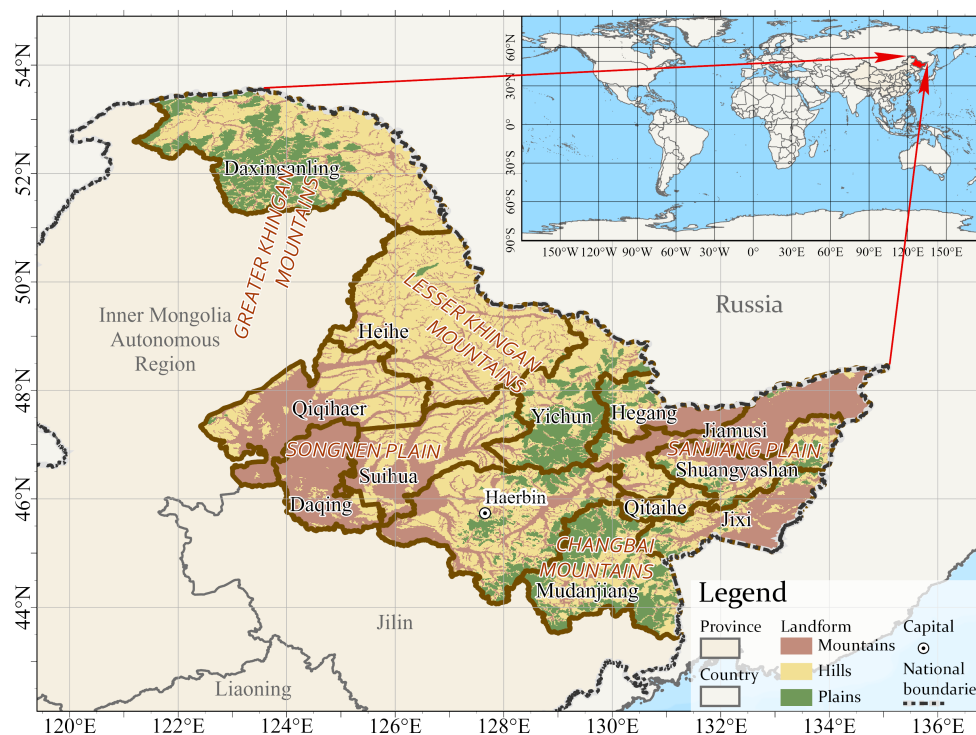 54°N
52°N
50°N
48°N
46°N
44°N
120°E
122°E
124°E
126°E
128°E
130°E
132°E
134°E
136°E
60°N
30°N
0°
30°S
60°S
90°S
150°W
120°W
90°W
60°W
30°W
0°
30°E
60°E
90°E
120°E
150°E
Daxinganling
GREATER KHINGAN
MOUNTAINS
LESSER KHINGAN
MOUNTAINS
Russia
Inner Mongolia
Autonomous
Region
Heihe
Qiqihaer
Yichun
Hegang
Jiamusi
SONGNEN PLAIN
SANJIANG PLAIN
Suihua
Shuangyashan
Daqing
Haerbin
Qitaihe
Jixi
CHANGBAI
MOUNTAINS
Mudanjiang
Jilin
Liaoning
Legend
Province
Country
Landform
Mountains
Hills
Plains
Capital
National
boundarie